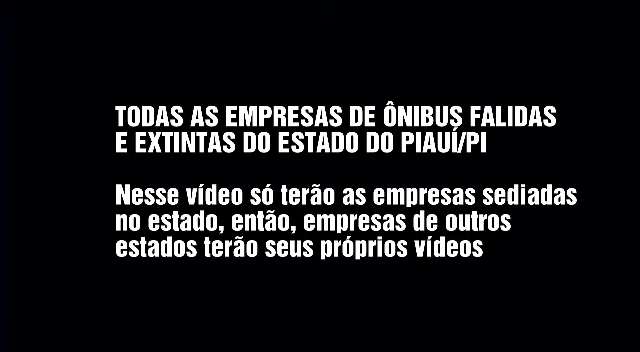 TODAS AS EMPRESAS DE ÔNIBUS FALIDAS
E EXTINTAS DO ESTADO DO PIAUÍ/PI
Nesse vídeo só terão as empresas sediadas
no estado, então, empresas de outros
estados terão seus próprios vídeos